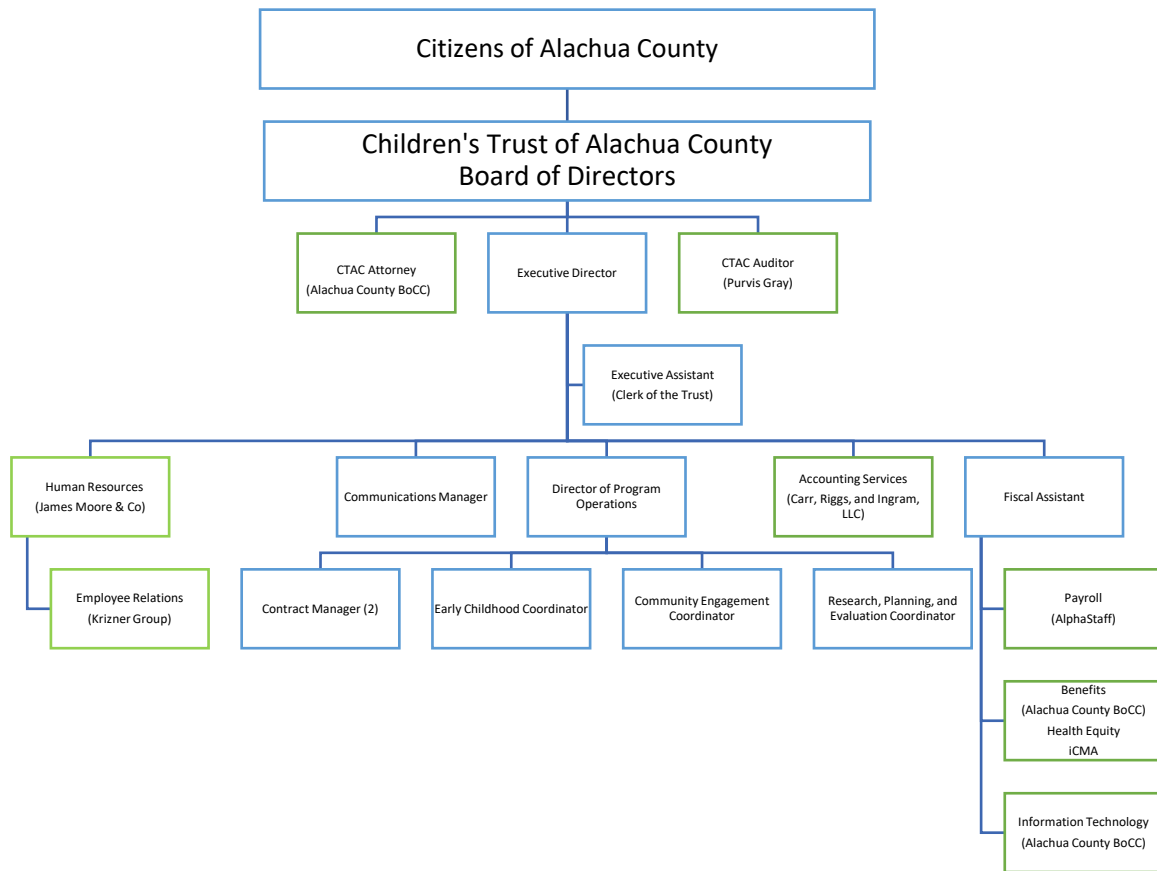 Citizens of Alachua County
Children's Trust of Alachua County
Board of Directors
CTAC Attorney
(Alachua County BoCC)
Executive Director
CTAC Auditor
(Purvis Gray)
Executive Assistant
(Clerk of the Trust)
Human Resources
(James Moore & Co)
Communications Manager
Director of Program
Operations
Accounting Services
(Carr, Riggs, and Ingram,
LLC)
Fiscal Assistant
Employee Relations
(Krizner Group)
Contract Manager (2)
Early Childhood Coordinator
Community Engagement
Coordinator
Research, Planning, and
Evaluation Coordinator
Payroll
(AlphaStaff)
Benefits
(Alachua County BoCC)
Health Equity
iCMA
Information Technology
(Alachua County BoCC)